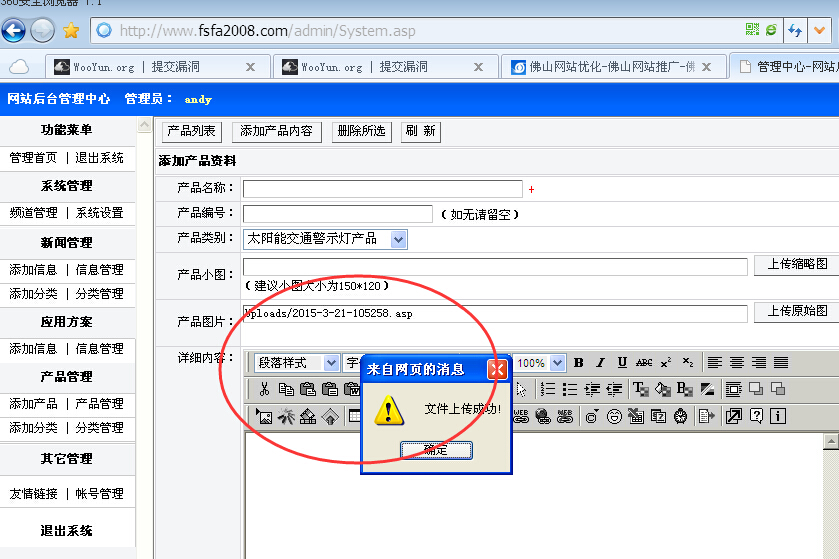 360安全浏览器 7.1
http://www.fsfa2008.com/admin/System.asp
WooYun.org | 提交漏洞
WooYun.org | 提交漏洞
佛山网站优化-佛山网站推广-佛
管理中心-网站后
网站后台管理中心 管理员： andy
功能菜单
管理首页 | 退出系统
系统管理
频道管理 | 系统设置
新闻管理
添加信息 | 信息管理
添加分类 | 分类管理
应用方案
添加信息 | 信息管理
产品管理
添加产品 | 产品管理
添加分类 | 分类管理
其它管理
友情链接 | 帐号管理
退出系统
产品列表 添加产品内容 删除所选 刷 新
添加产品资料
产品名称： +
产品编号： （如无请留空）
产品类别： 太阳能交通警示灯产品
产品小图： 上传缩略图
（建议小图大小为150*120）
产品图片： Uploads/2015-3-21-105258.asp 上传原始图
详细内容： 段落样式 字 100% B I U ABC x² x₂
来自网页的消息
文件上传成功!
确定